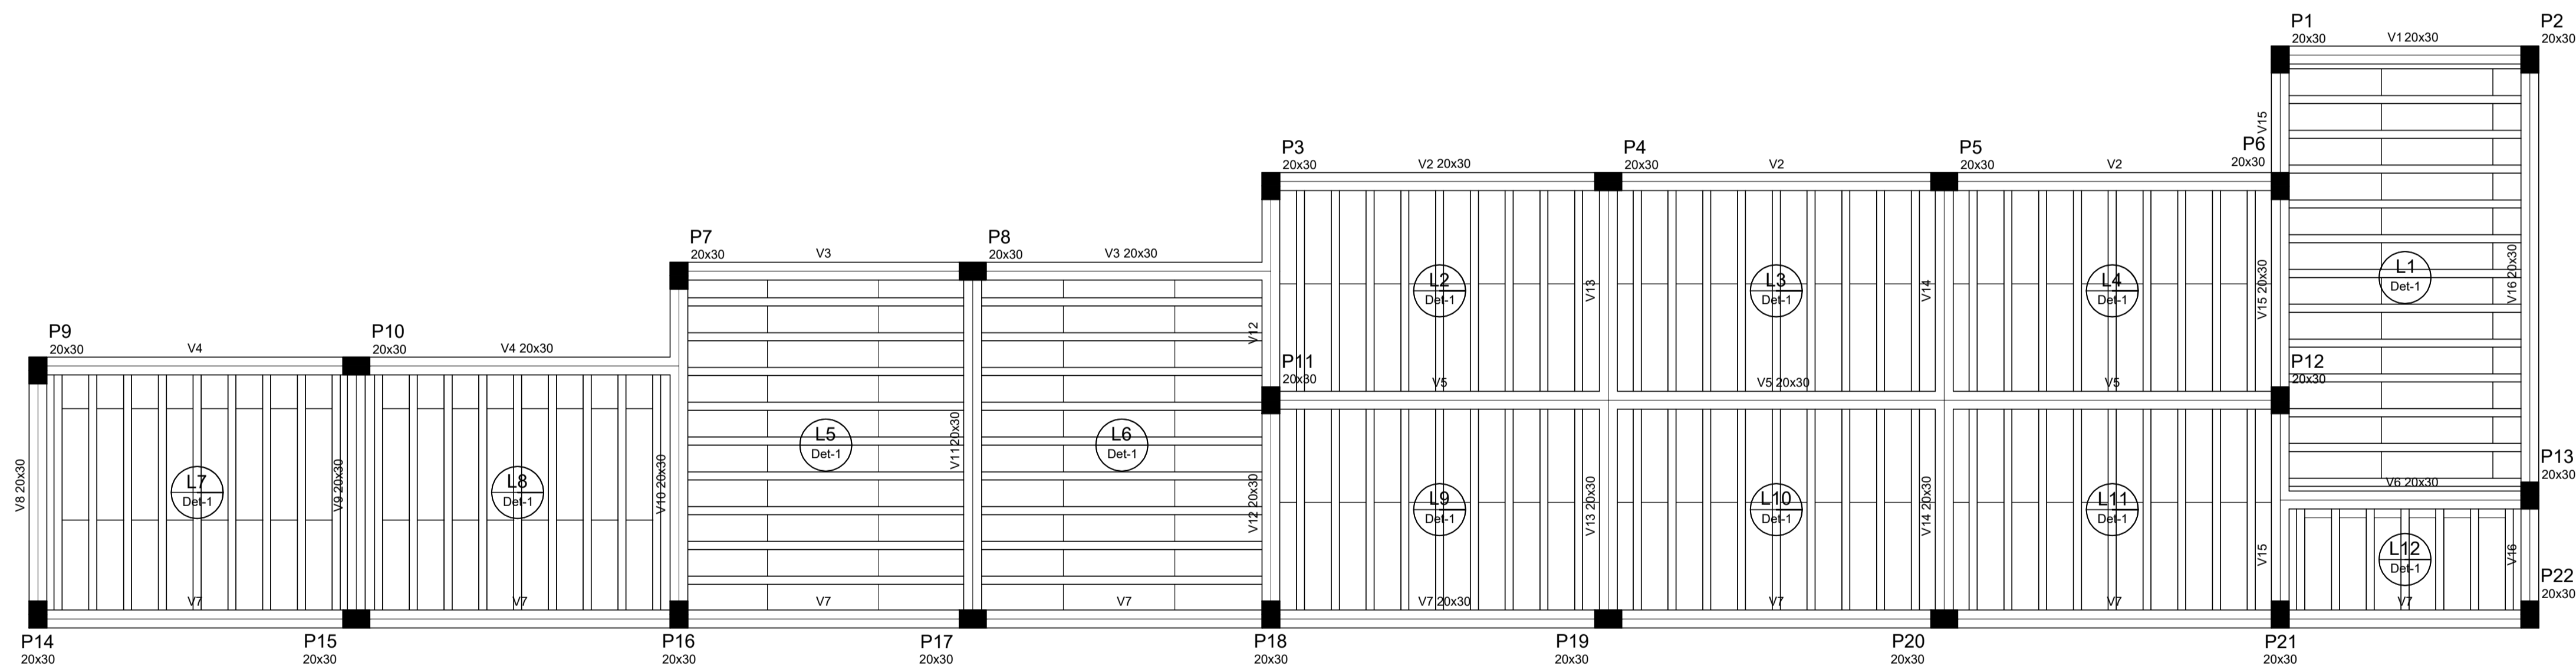 P1
20x30
V1 20x30
P2
20x30
V15
P3
20x30
V2 20x30
P4
20x30
V2
P5
20x30
V2
P6
20x30
P7
20x30
V3
P8
20x30
V3 20x30
V12
L2
Det-1
V13
L3
Det-1
V14
L4
Det-1
V15 20x30
L1
Det-1
V16 20x30
P9
20x30
V4
P10
20x30
V4 20x30
P11
20x30
V5
V5 20x30
V5
P12
20x30
L5
Det-1
V11 20x30
L6
Det-1
V8 20x30
L7
Det-1
V9 20x30
L8
Det-1
V10 20x30
V12 20x30
L9
Det-1
V13 20x30
L10
Det-1
V14 20x30
L11
Det-1
V15
V6 20x30
P13
20x30
L12
Det-1
V16
P22
20x30
V7
V7
V7
V7
V7 20x30
V7
V7
V7
P14
20x30
P15
20x30
P16
20x30
P17
20x30
P18
20x30
P19
20x30
P20
20x30
P21
20x30